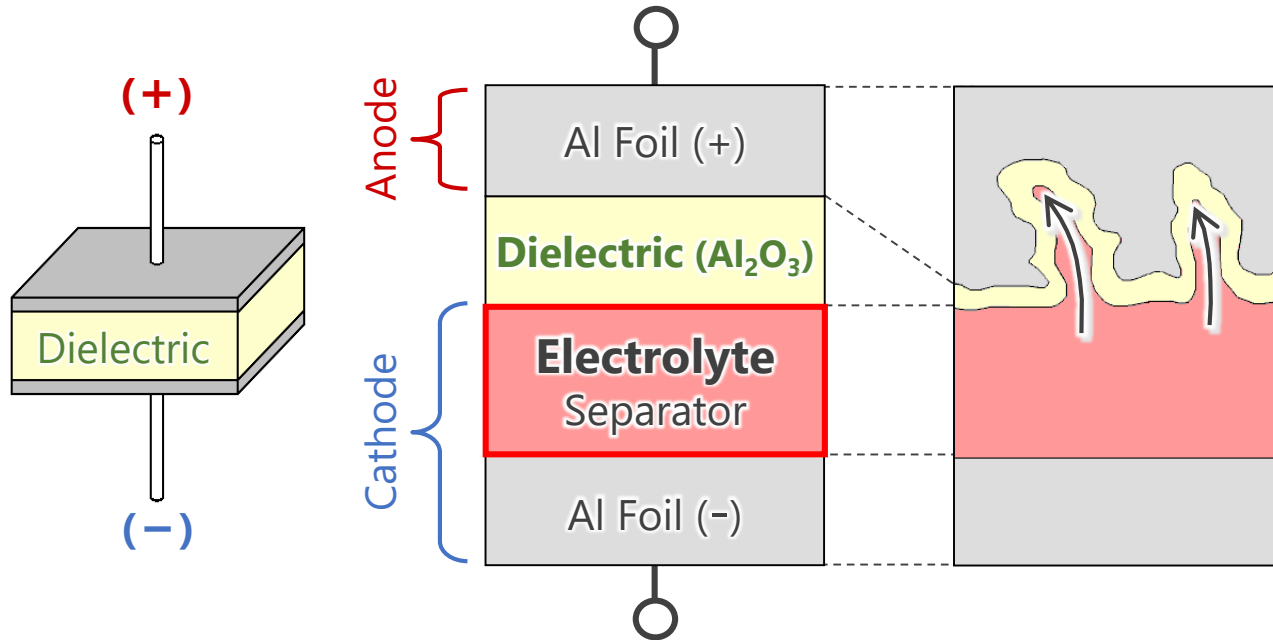 (+)
Dielectric
(−)
Anode
Cathode
Al Foil (+)
Dielectric (Al₂O₃)
Electrolyte
Separator
Al Foil (−)